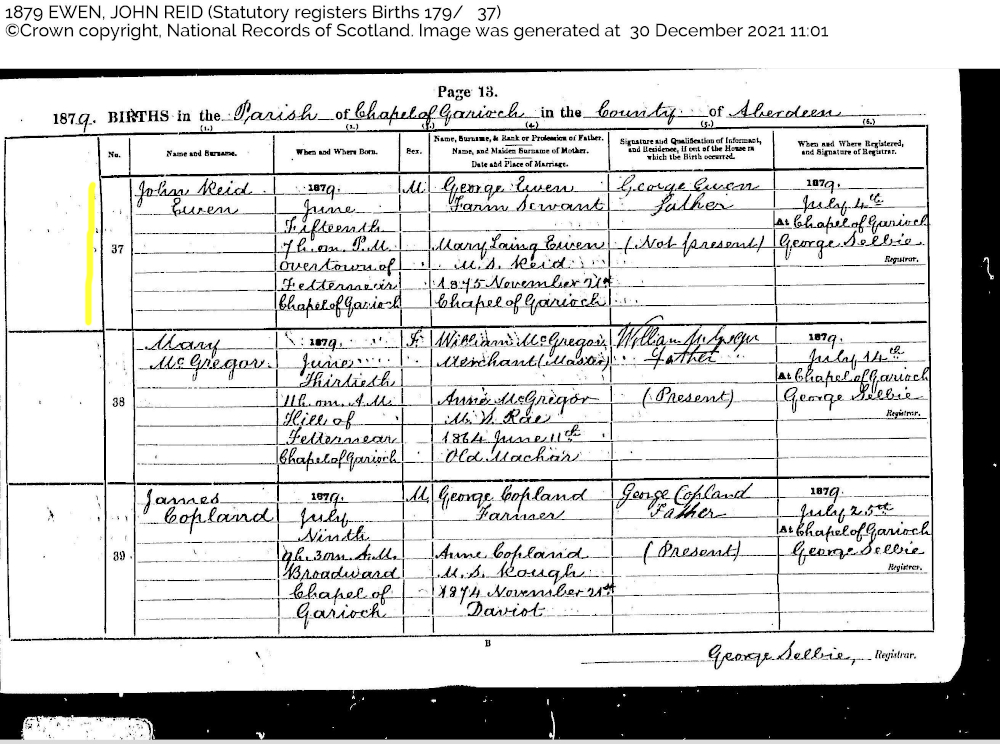 1879 EWEN, JOHN REID (Statutory registers Births 179/ 37)
©Crown copyright, National Records of Scotland. Image was generated at 30 December 2021 11:01
Page 13.
1879. BIRTHS in the Parish of Chapel of Garioch in the County of Aberdeen
(1.) (2.) (3.) (4.) (5.) (6.)
No.
Name and Surname.
When and Where Born.
Sex.
Name, Surname, & Rank or Profession of Father.
Name, and Maiden Surname of Mother.
Date and Place of Marriage.
Signature and Qualification of Informant,
and Residence, if out of the House in
which the Birth occurred.
When and Where Registered,
and Signature of Registrar.
37
John Reid
Ewen
1879.
June
Fifteenth
7h. om. P.M.
Overtown of
Fetternear
Chapel of Garioch
M.
George Ewen
Farm Servant
Mary Laing Ewen
M.S. Reid
1875 November 21st
Chapel of Garioch
George Ewen
Father
(Not present)
1879.
July 4th
At Chapel of Garioch
George Selbie
Registrar.
38
Mary
McGregor.
1879.
June
Thirtieth
11h. om. A.M.
Hill of
Fetternear
Chapel of Garioch
F.
William McGregor
Merchant (Master)
Annie McGregor
M.S. Rae
1864 June 11th
Old Machar
William McGregor
Father
(Present)
1879.
July 14th
At Chapel of Garioch
George Selbie
Registrar.
39
James
Copland
1879.
July
Ninth
9h. 30m. A.M.
Broadward
Chapel of
Garioch
M.
George Copland
Farmer
Anne Copland
M.S. Rough
1874 November 21st
Daviot
George Copland
Father
(Present)
1879.
July 25th
At Chapel of Garioch
George Selbie
Registrar.
B
George Selbie, Registrar.